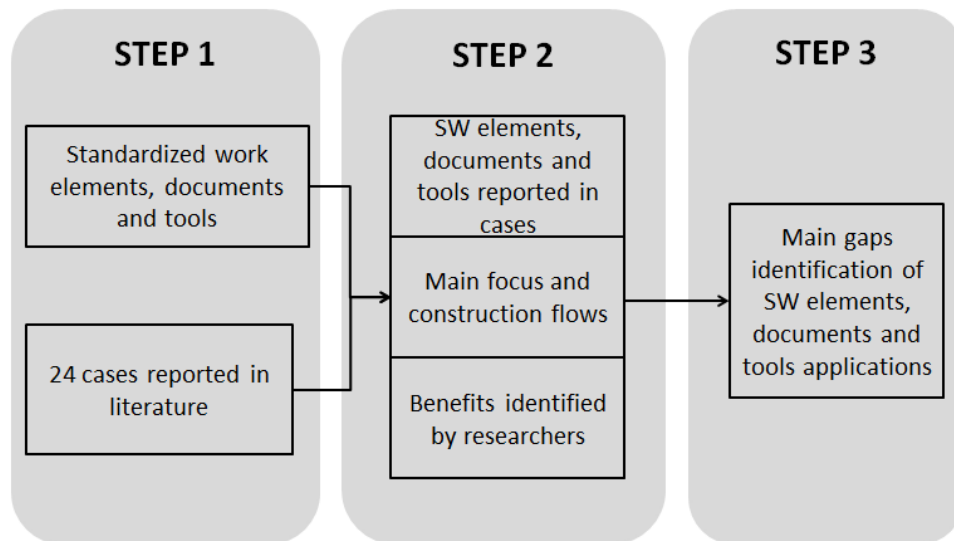 STEP 1
Standardized work
elements, documents
and tools
24 cases reported in
literature
STEP 2
SW elements,
documents and
tools reported in
cases
Main focus and
construction flows
Benefits identified
by researchers
STEP 3
Main gaps
identification of
SW elements,
documents and
tools applications